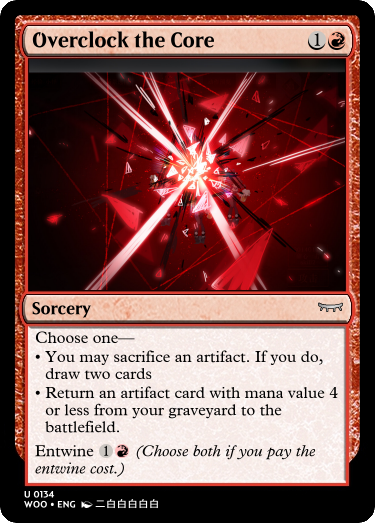 Overclock the Core 1
Sorcery
Choose one—
• You may sacrifice an artifact. If you do,
draw two cards
• Return an artifact card with mana value 4
or less from your graveyard to the
battlefield.
Entwine 1 (Choose both if you pay the
entwine cost.)
U 0134
WOO • ENG 二白白白白白